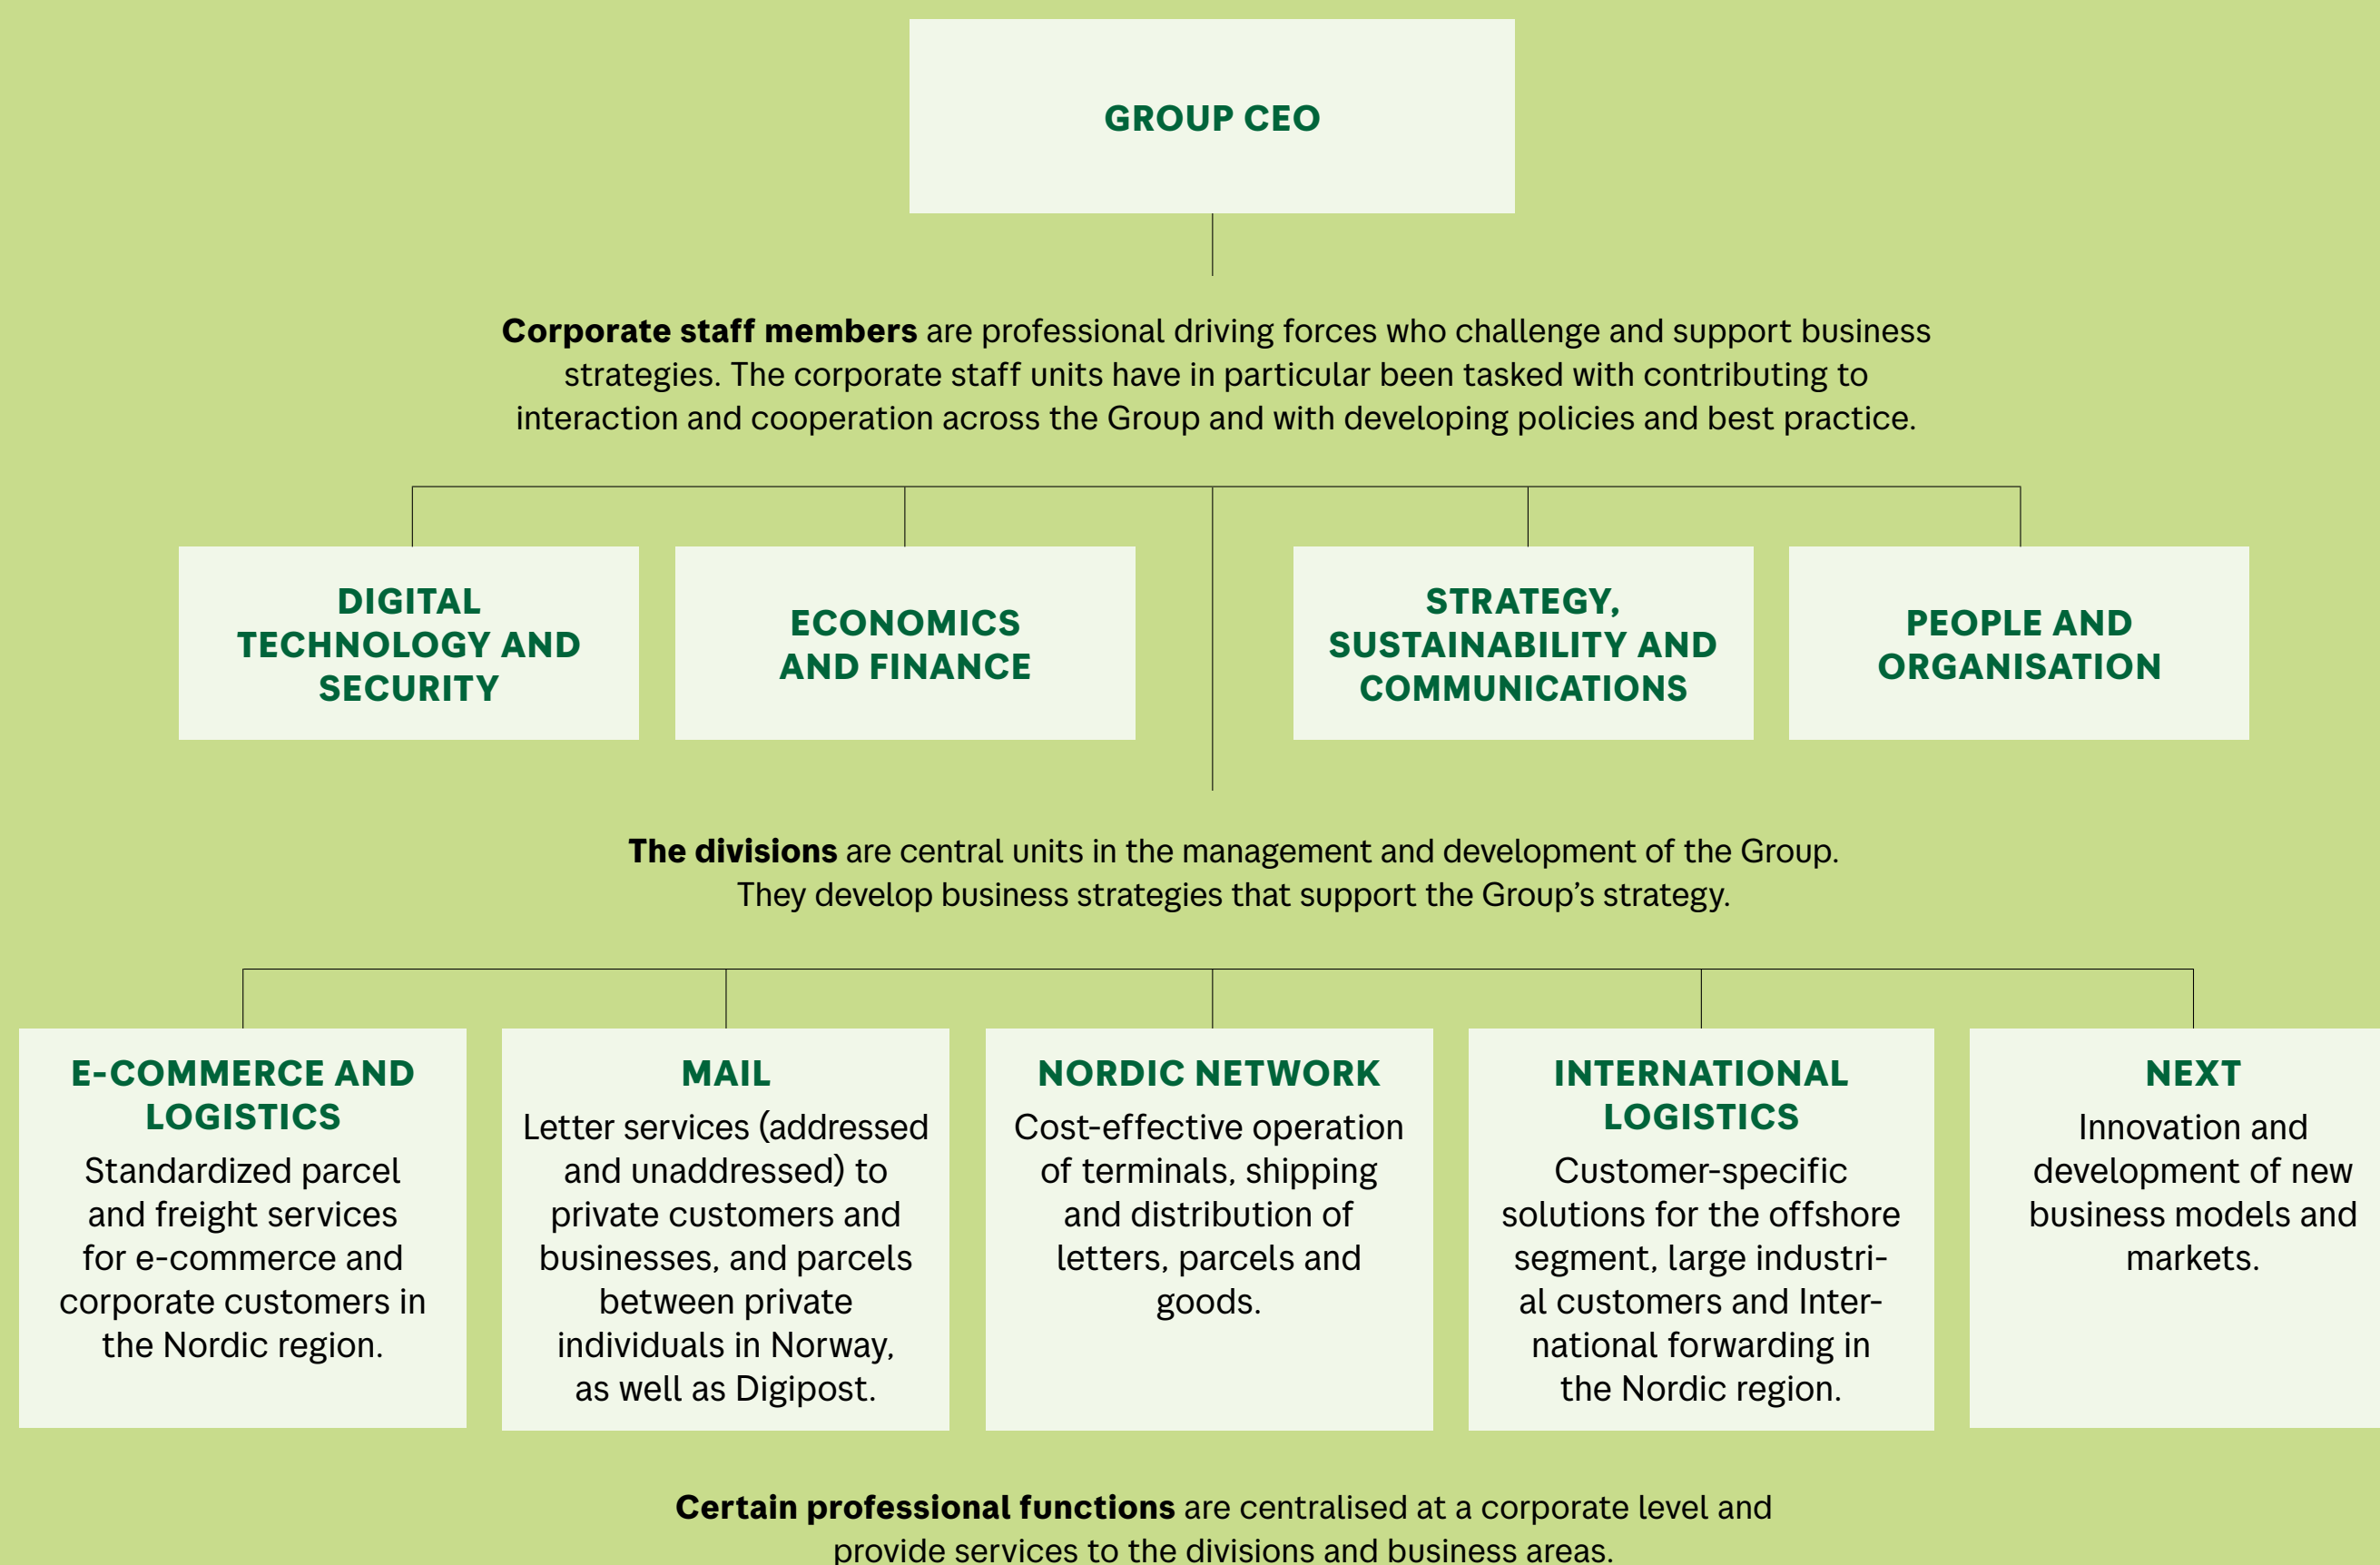 GROUP CEO
Corporate staff members are professional driving forces who challenge and support business
strategies. The corporate staff units have in particular been tasked with contributing to
interaction and cooperation across the Group and with developing policies and best practice.
DIGITAL
TECHNOLOGY AND
SECURITY
ECONOMICS
AND FINANCE
STRATEGY,
SUSTAINABILITY AND
COMMUNICATIONS
PEOPLE AND
ORGANISATION
The divisions are central units in the management and development of the Group.
They develop business strategies that support the Group’s strategy.
E-COMMERCE AND
LOGISTICS
Standardized parcel
and freight services
for e-commerce and
corporate customers in
the Nordic region.
MAIL
Letter services (addressed
and unaddressed) to
private customers and
businesses, and parcels
between private
individuals in Norway,
as well as Digipost.
NORDIC NETWORK
Cost-effective operation
of terminals, shipping
and distribution of
letters, parcels and
goods.
INTERNATIONAL
LOGISTICS
Customer-specific
solutions for the offshore
segment, large industri-
al customers and Inter-
national forwarding in
the Nordic region.
NEXT
Innovation and
development of new
business models and
markets.
Certain professional functions are centralised at a corporate level and
provide services to the divisions and business areas.